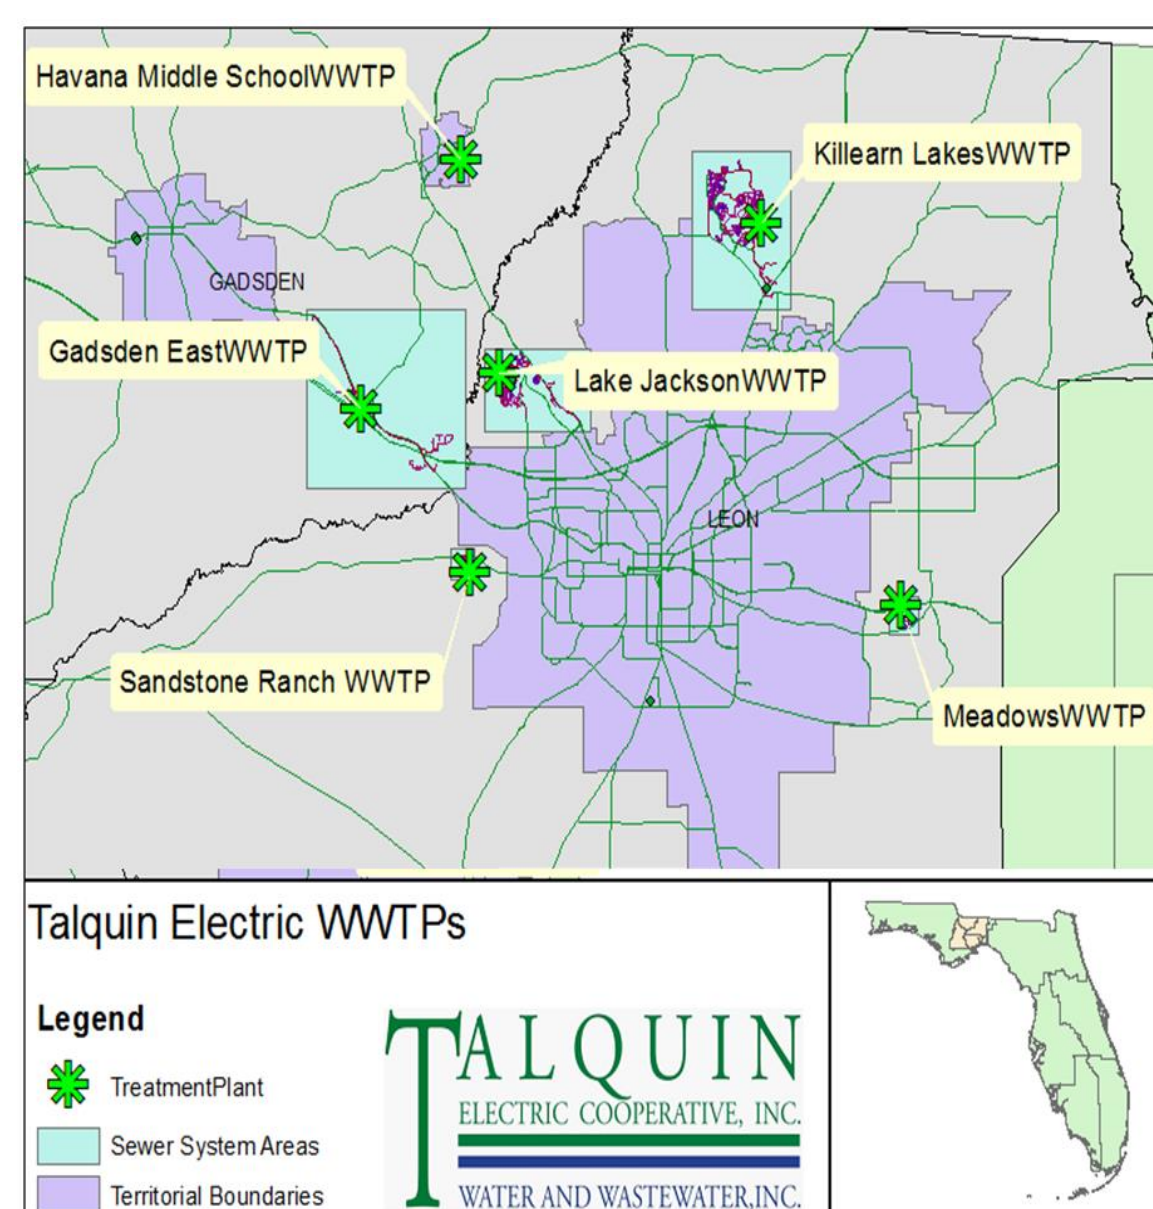 Havana Middle SchoolWWTP
Killearn LakesWWTP
GADSDEN
Gadsden EastWWTP
Lake JacksonWWTP
LEON
Sandstone Ranch WWTP
MeadowsWWTP
Talquin Electric WWTPs
Legend
TreatmentPlant
Sewer System Areas
Territorial Boundaries
TALQUIN
ELECTRIC COOPERATIVE, INC.
WATER AND WASTEWATER,INC.